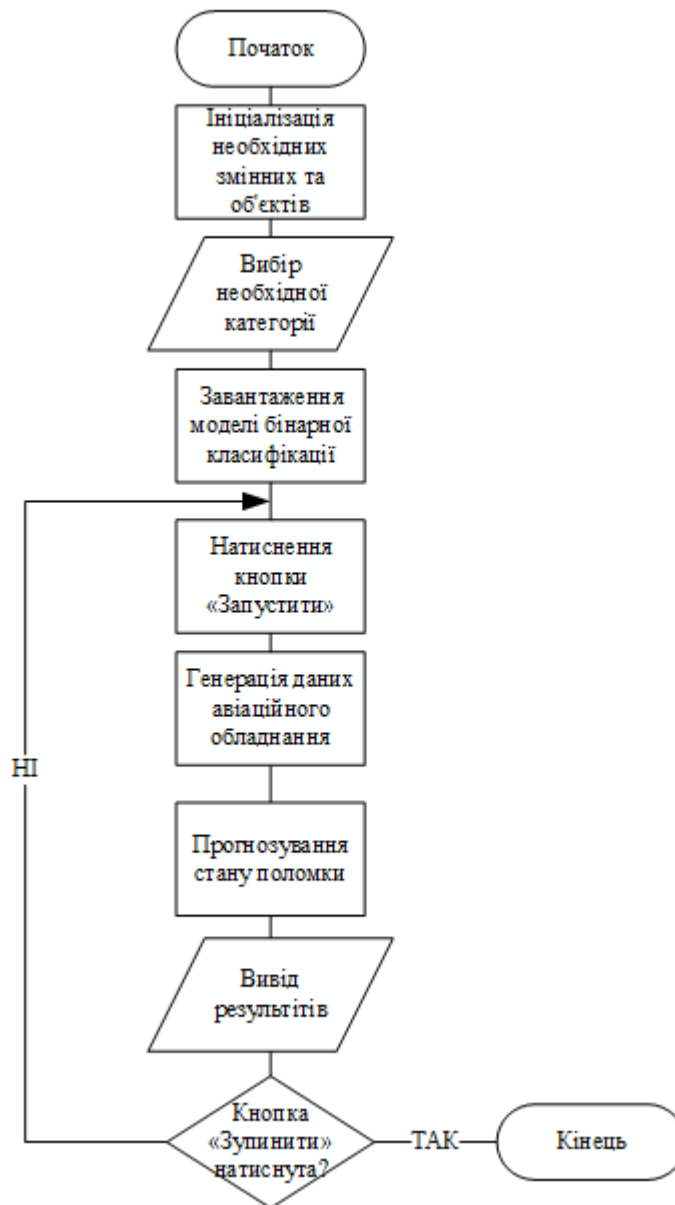 Початок
Ініціалізація
необхідних
змінних та
об'єктів
Вибір
необхідної
категорії
Завантаження
моделі бінарної
класифікації
Натиснення
кнопки
«Запустити»
Генерація даних
авіаційного
обладнання
НІ
Прогнозування
стану поломки
Вивід
результітів
Кнопка
«Зупинити»
натиснута?
ТАК
Кінець